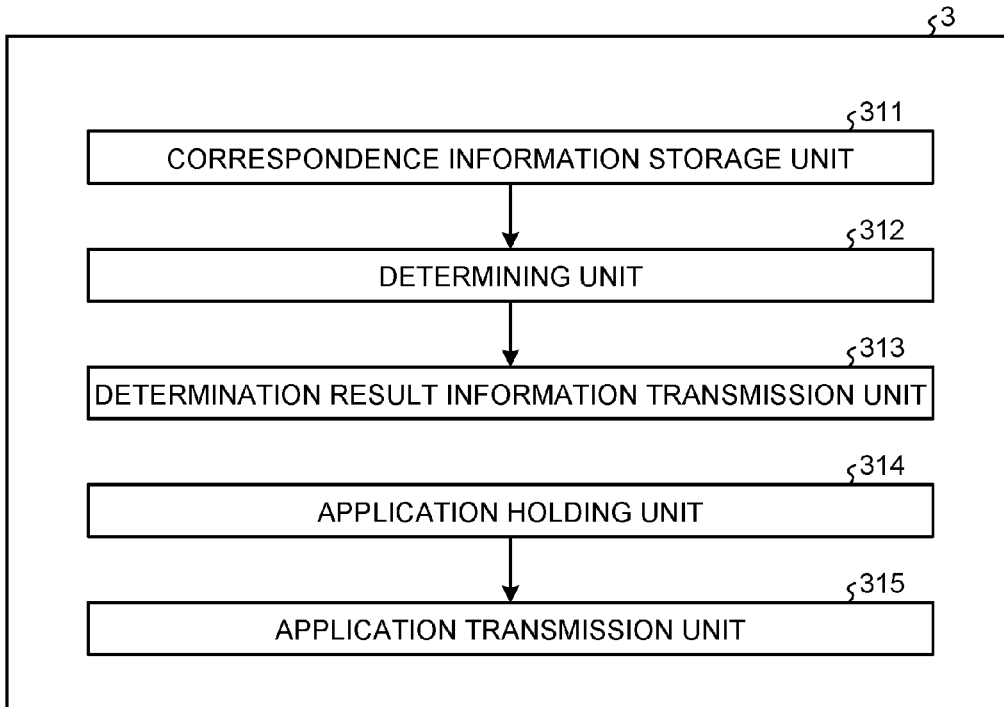 3
311
CORRESPONDENCE INFORMATION STORAGE UNIT
312
DETERMINING UNIT
313
DETERMINATION RESULT INFORMATION TRANSMISSION UNIT
314
APPLICATION HOLDING UNIT
315
APPLICATION TRANSMISSION UNIT